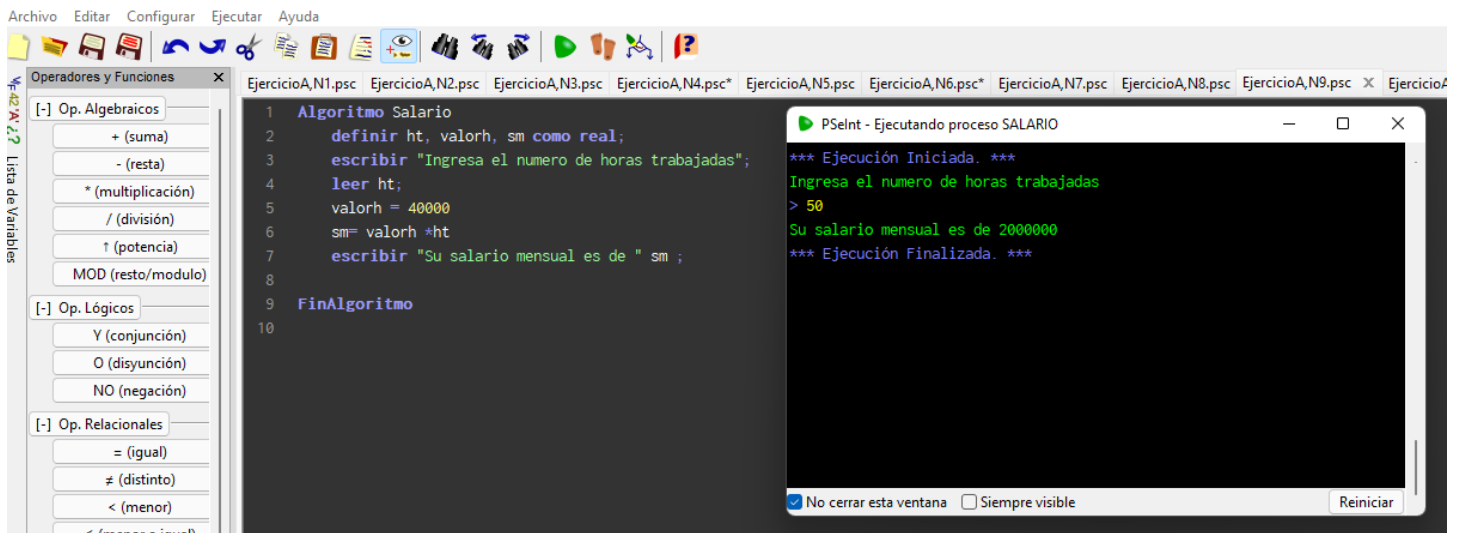 Archivo Editar Configurar Ejecutar Ayuda
Operadores y Funciones X
EjercicioA,N1.psc EjercicioA,N2.psc EjercicioA,N3.psc EjercicioA,N4.psc* EjercicioA,N5.psc EjercicioA,N6.psc* EjercicioA,N7.psc EjercicioA,N8.psc EjercicioA,N9.psc X EjercicioA
*+ 42 'A' ¿? Lista de Variables
[-] Op. Algebraicos
+ (suma)
- (resta)
* (multiplicación)
/ (división)
↑ (potencia)
MOD (resto/modulo)
[-] Op. Lógicos
Y (conjunción)
O (disyunción)
NO (negación)
[-] Op. Relacionales
= (igual)
≠ (distinto)
< (menor)
1 Algoritmo Salario
2 definir ht, valorh, sm como real;
3 escribir "Ingresa el numero de horas trabajadas";
4 leer ht;
5 valorh = 40000
6 sm= valorh *ht
7 escribir "Su salario mensual es de " sm ;
8
9 FinAlgoritmo
10
PSeInt - Ejecutando proceso SALARIO
*** Ejecución Iniciada. ***
Ingresa el numero de horas trabajadas
> 50
Su salario mensual es de 2000000
*** Ejecución Finalizada. ***
No cerrar esta ventana Siempre visible Reiniciar